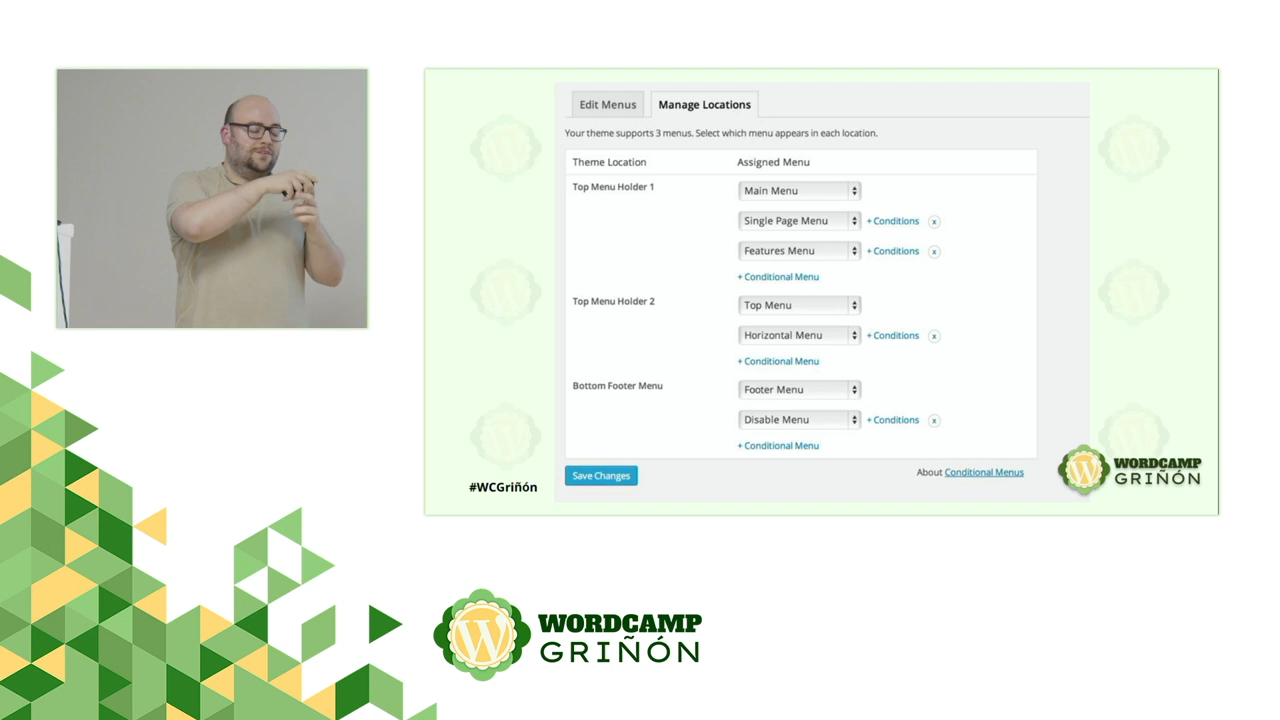 Edit Menus
Manage Locations
Your theme supports 3 menus. Select which menu appears in each location.
Theme Location
Assigned Menu
Top Menu Holder 1
Main Menu
Single Page Menu
+ Conditions
x
Features Menu
+ Conditions
x
+ Conditional Menu
Top Menu Holder 2
Top Menu
Horizontal Menu
+ Conditions
x
+ Conditional Menu
Bottom Footer Menu
Footer Menu
Disable Menu
+ Conditions
x
+ Conditional Menu
Save Changes
About Conditional Menus
#WCGriñón
WORDCAMP
GRIÑÓN
WORDCAMP
GRIÑÓN